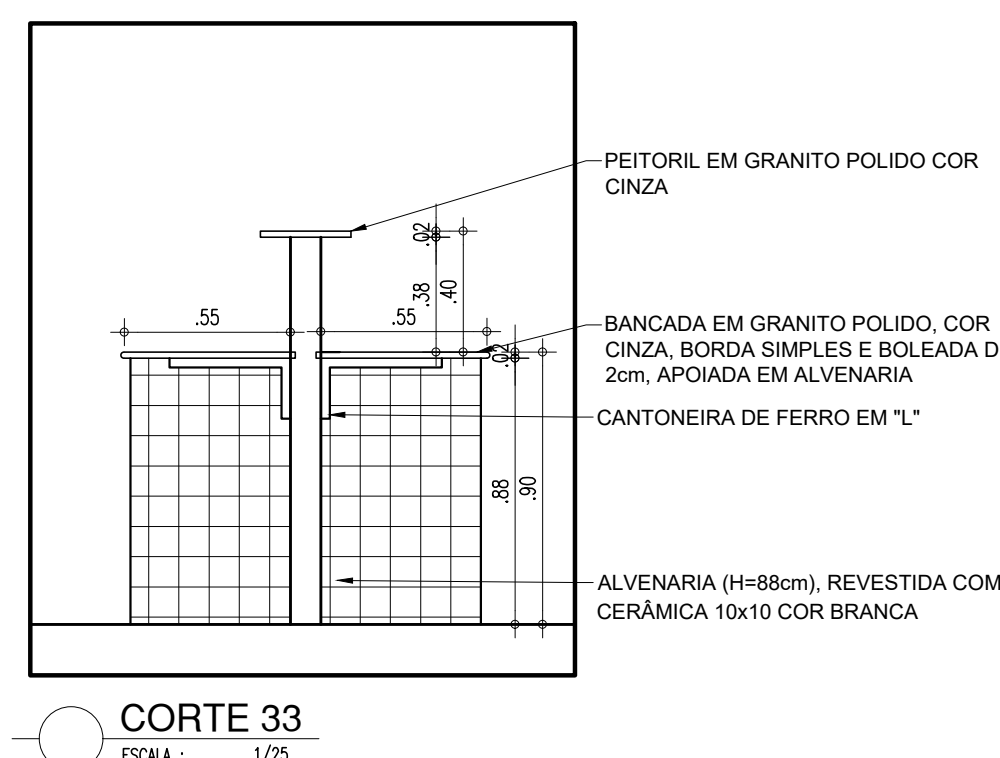 PEITORIL EM GRANITO POLIDO COR
CINZA
.02
.38
.40
.55
.55
BANCADA EM GRANITO POLIDO, COR
CINZA, BORDA SIMPLES E BOLEADA D
2cm, APOIADA EM ALVENARIA
.02
CANTONEIRA DE FERRO EM "L"
.88
.90
ALVENARIA (H=88cm), REVESTIDA COM
CERÂMICA 10x10 COR BRANCA
CORTE 33
ESCALA : 1/25